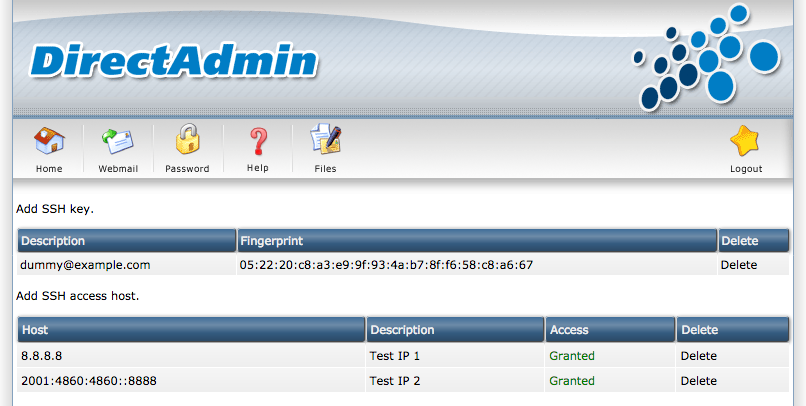 DirectAdmin
Home Webmail Password Help Files Logout
Add SSH key.
Description Fingerprint Delete
dummy@example.com 05:22:20:c8:a3:e9:9f:93:4a:b7:8f:f6:58:c8:a6:67 Delete
Add SSH access host.
Host Description Access Delete
8.8.8.8 Test IP 1 Granted Delete
2001:4860:4860::8888 Test IP 2 Granted Delete